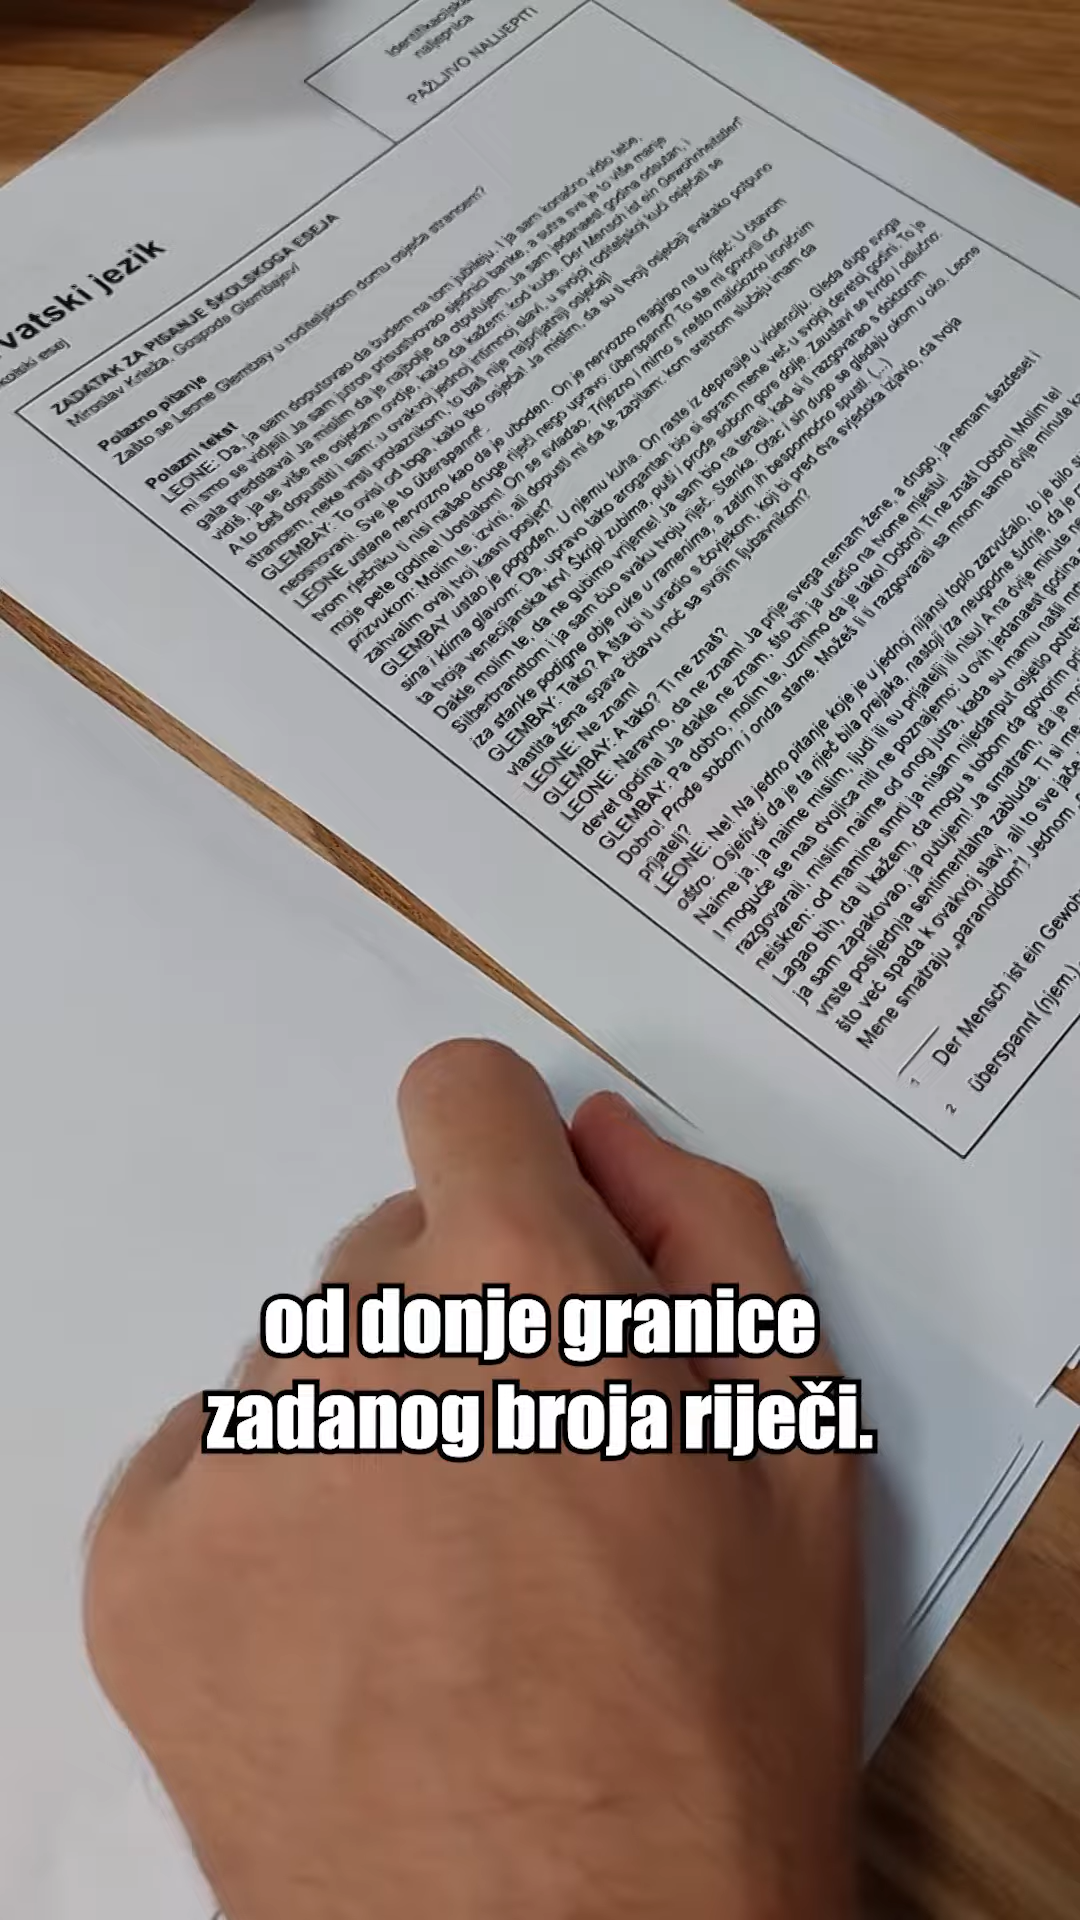 Identifikacijska
naljepnica
PAŽLJIVO NALIJEPITI
vatski jezik
esej
ZADATAK ZA PISANJE ŠKOLSKOGA ESEJA
Miroslav Krleža, Gospoda Glembajevi
Polazno pitanje
Zašto se Leone Glembay u roditeljskom domu osjeća strancem?
Polazni tekst
LEONE: Da, ja sam doputovao da budem na tom jubileju. I ja sam konačno vidio tebe,
mi smo se vidjeli! Ja sam jutros prisustvovao sjednici banke, a sutra sve je to više manje
gala predstava! Ja mislim da je najbolje da otputujem. Ja sam jedanaest godina odsutan, i
vidiš, ja se više ne osjećam ovdje, kako da kažem: kod kuće. Der Mensch ist ein Gewohnheitstier!
A to ćeš dopustiti i sam: u ovakvoj jednoj intimnoj slavi, u svojoj roditeljskoj kući osjećati se
strancem, neke vrsti prolaznikom, to baš nije najprijatniji osjećaj!
GLEMBAY: To ovisi od toga, kako tko osjeća! Ja mislim, da su ti tvoji osjećaji svakako potpuno
neosnovani. Sve je to überspannt².
LEONE ustane nervozno kao da je uboden. On je nervozno reagirao na tu riječ: U čitavom
tvom rječniku ti nisi našao druge riječi nego upravo: überspannt? To ste mi govorili od
moje pete godine! Uostalom! On se svladao. Trijezno i mirno s nešto maliciozno ironičnim
prizvukom: Molim te, izvini, ali dopusti mi da te zapitam: kom sretnom slučaju imam da
zahvalim ovaj tvoj kasni posjet?
GLEMBAY ustao je pogođen. U njemu kuha. On raste iz depresije u violenciju. Gleda dugo svoga
sina i klima glavom: Da, upravo tako arogantan bio si spram mene već u svojoj devetoj godini. To je
ta tvoja venecijanska krv! Škripi zubima, puši i prođe sobom gore dolje. Zaustavi se tvrdo i odlučno:
Dakle molim te, da ne gubimo vrijeme! Ja sam bio na terasi, kad si ti razgovarao s doktorom
Silberbrandtom i ja sam čuo svaku tvoju riječ. Stanka. Otac i sin dugo se gledaju okom u oko. Leone
iza stanke podigne obje ruke u ramenima, a zatim ih bespomoćno spusti. (...)
GLEMBAY: Tako? A šta bi ti uradio s čovjekom, koji bi pred dva svjedoka izjavio, da tvoja
vlastita žena spava čitavu noć sa svojim ljubavnikom?
LEONE: Ne znam!
GLEMBAY: A tako? Ti ne znaš?
LEONE: Naravno, da ne znam! Ja prije svega nemam žene, a drugo, ja nemam šezdeset i
devet godina! Ja dakle ne znam, što bih ja uradio na tvome mjestu!
GLEMBAY: Pa dobro, molim te, uzmimo da je tako! Dobro! Ti ne znaš! Dobro! Molim te!
Dobro! Prođe sobom i onda stane. Možeš li ti razgovarati sa mnom samo dvije minute
prijatelj?
LEONE: Ne! Na jedno pitanje koje je u jednoj nijansi toplo zazvučalo, to je bilo
oštro. Osjetivši da je ta riječ bila prejaka, nastoji iza neugodne šutnje, da je
Naime ja, ja naime mislim, ljudi ili su prijatelji ili nisu! A na dvije minute
I moguće se nas dvojica niti ne poznajemo: u ovih jedanaest godina
razgovarali, mislim naime od onog jutra, kada su mamu našli
neiskren: od mamine smrti ja nisam nijedanput osjetio
Lagao bih, da ti kažem, da mogu s tobom da govorim
ja sam zapakovao, ja putujem! Ja smatram, da je
vrste posljednja sentimentalna zabluda. Ti si
što već spada k ovakvoj slavi, ali to sve
Mene smatraju „paranoidom“! Jednom
1 Der Mensch ist ein
2 überspannt (njem.)
od donje granice
zadanog broja riječi.